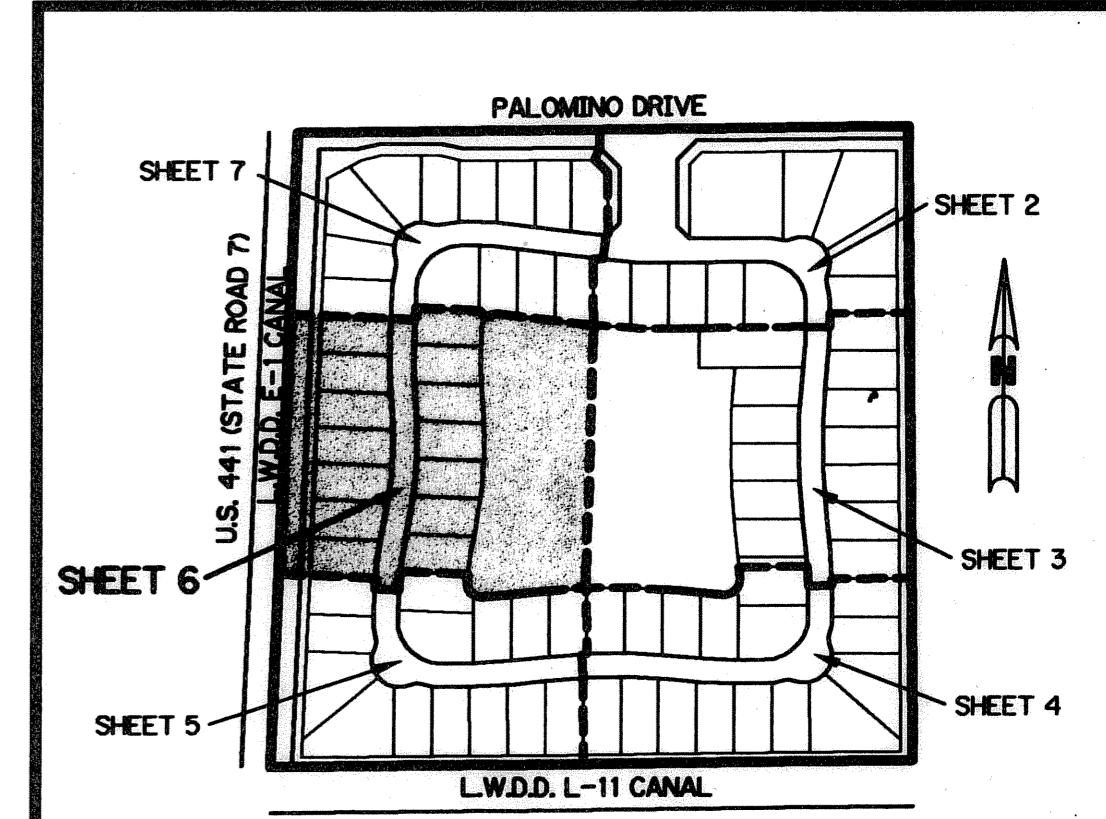 PALOMINO DRIVE
SHEET 7
SHEET 2
U.S. 441 (STATE ROAD 7)
L.W.D.D. E-1 CANAL
N
SHEET 6
SHEET 3
SHEET 5
SHEET 4
L.W.D.D. L-11 CANAL